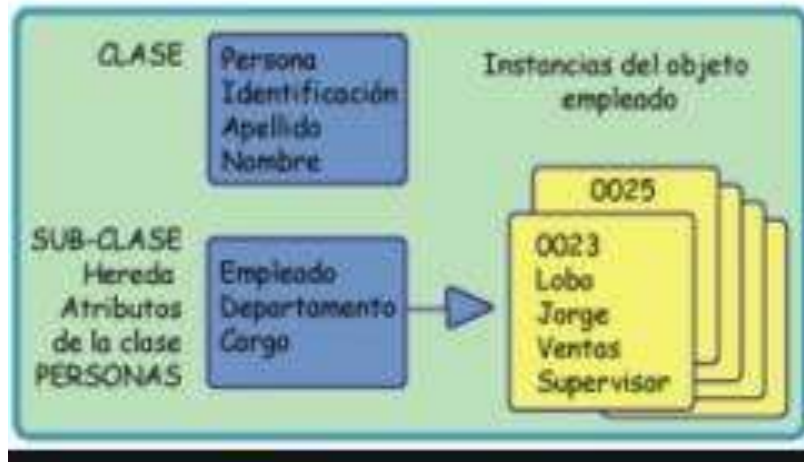 CLASE
Persona
Identificación
Apellido
Nombre
Instancias del objeto
empleado
SUB-CLASE
Hereda
Atributos
de la clase
PERSONAS
Empleado
Departamento
Cargo
0025
0023
Lobo
Jorge
Ventas
Supervisor